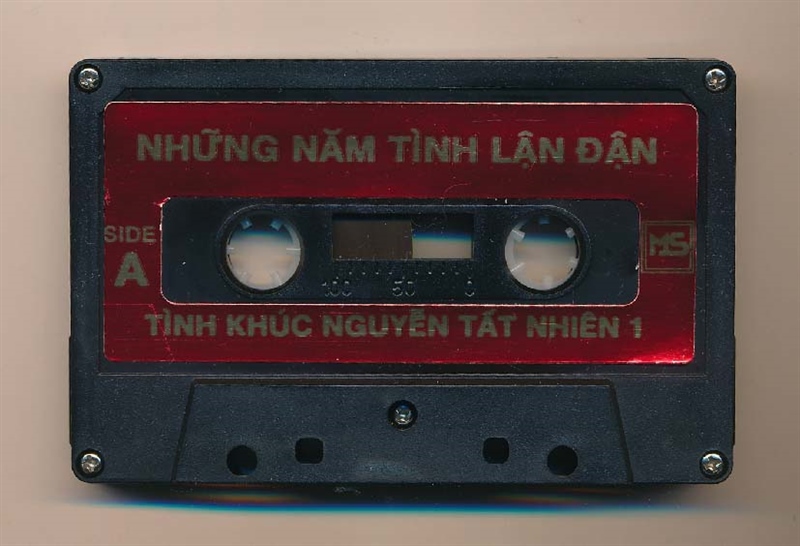 NHỮNG NĂM TÌNH LẬN ĐẬN
SIDE
A
MS
100 50 0
TÌNH KHÚC NGUYỄN TẤT NHIÊN 1